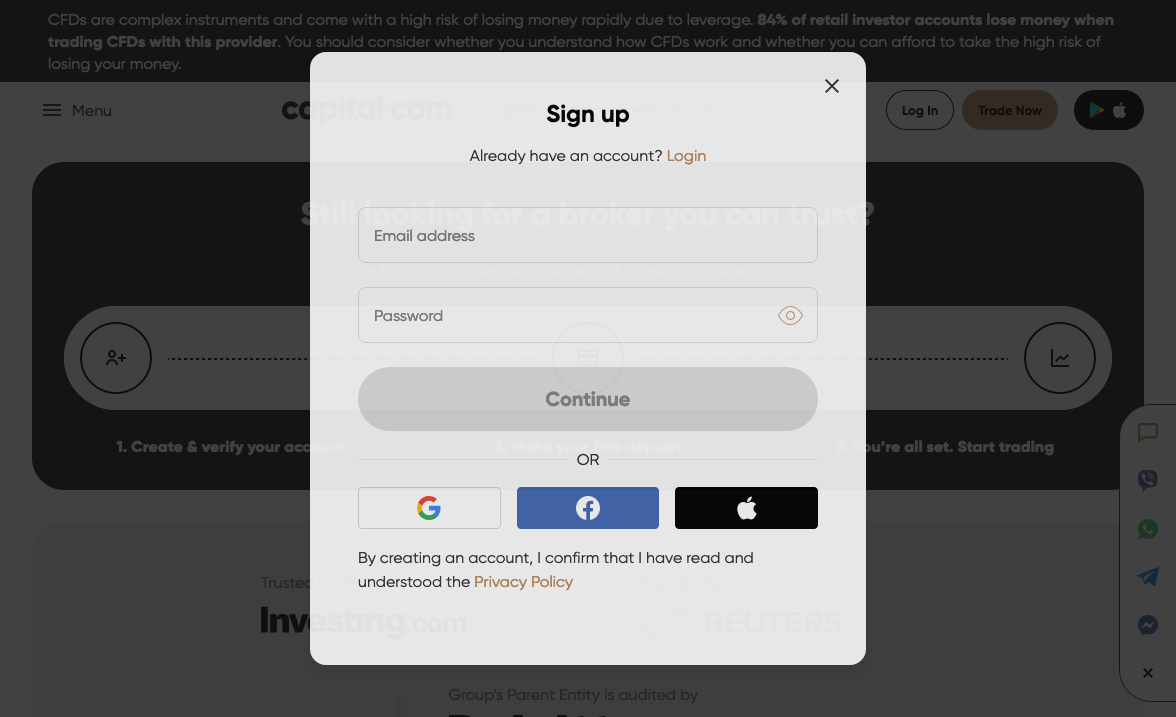 CFDs are complex instruments and come with a high risk of losing money rapidly due to leverage. 84% of retail investor accounts lose money when
trading CFDs with this provider. You should consider whether you understand how CFDs work and whether you can afford to take the high risk of
losing your money.
Menu
capital.com
Log In
Trade Now
Sign up
Already have an account? Login
Still looking for a broker you can trust?
Email address
Password
Continue
1. Create & verify your account
2. Make your first deposit
3. You're all set. Start trading
OR
By creating an account, I confirm that I have read and
understood the Privacy Policy
Trusted
Investing.com
REUTERS
Group's Parent Entity is audited by